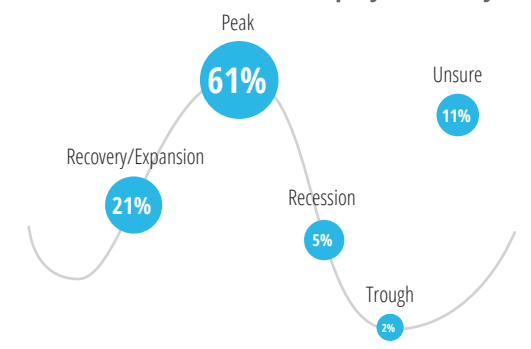 Peak
61%
Unsure
11%
Recovery/Expansion
21%
Recession
5%
Trough
2%